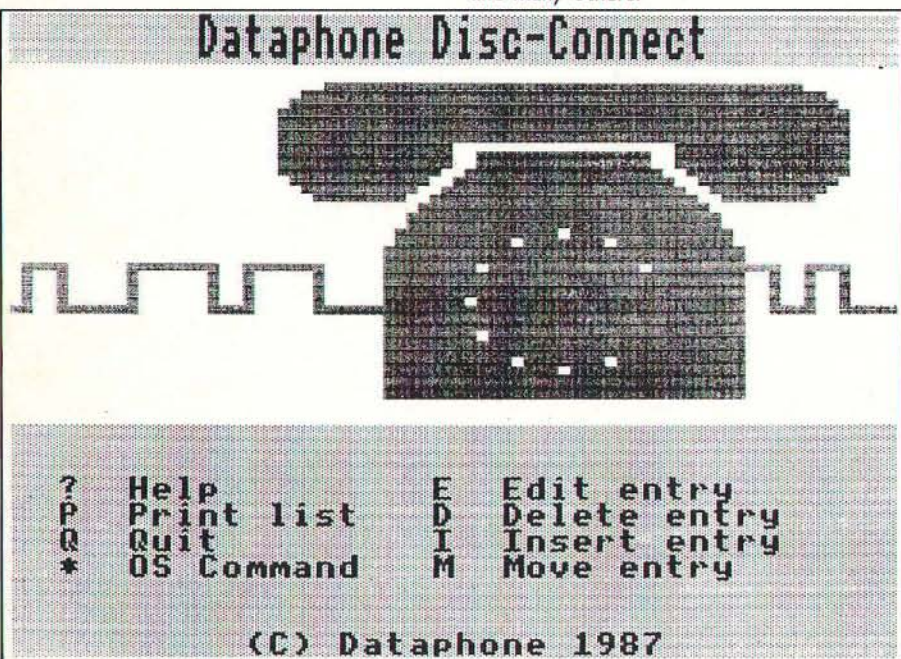 Dataphone Disc-Connect
? Help E Edit entry
P Print list D Delete entry
Q Quit I Insert entry
* OS Command M Move entry
(C) Dataphone 1987